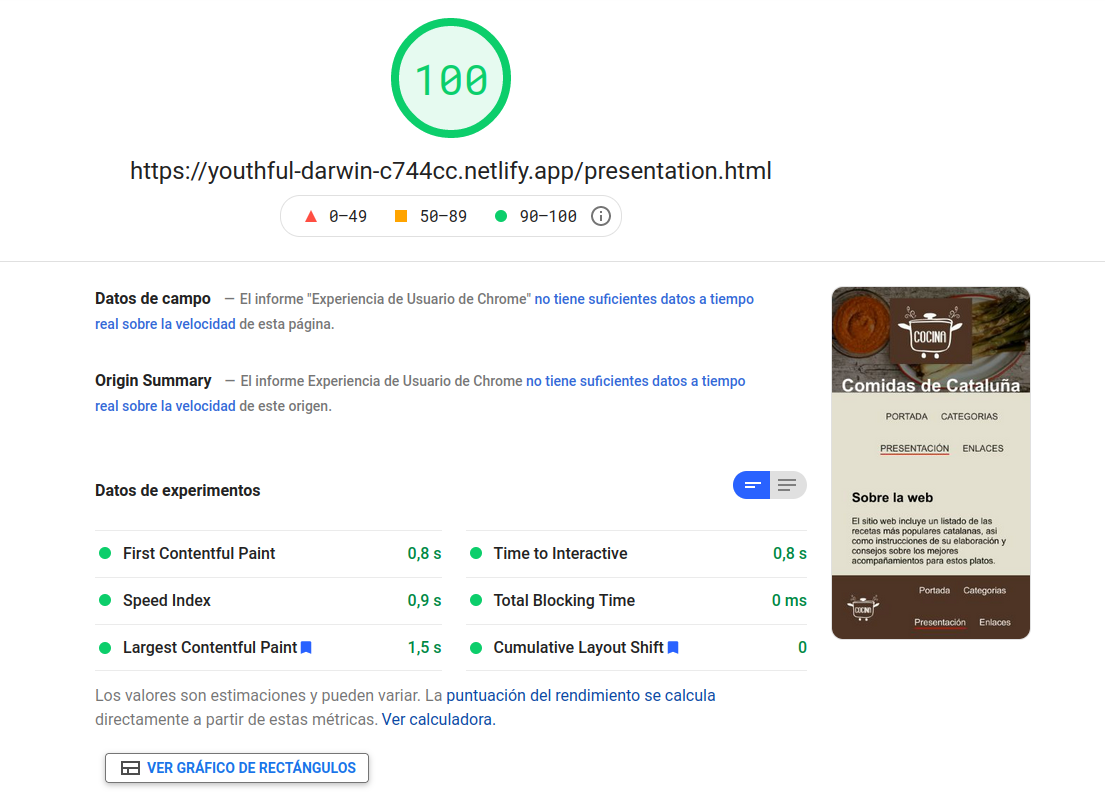 100
https://youthful-darwin-c744cc.netlify.app/presentation.html
0–49 50–89 90–100
Datos de campo — El informe "Experiencia de Usuario de Chrome" no tiene suficientes datos a tiempo
real sobre la velocidad de esta página.
Origin Summary — El informe Experiencia de Usuario de Chrome no tiene suficientes datos a tiempo
real sobre la velocidad de este origen.
Datos de experimentos
First Contentful Paint 0,8 s
Time to Interactive 0,8 s
Speed Index 0,9 s
Total Blocking Time 0 ms
Largest Contentful Paint 1,5 s
Cumulative Layout Shift 0
Los valores son estimaciones y pueden variar. La puntuación del rendimiento se calcula
directamente a partir de estas métricas. Ver calculadora.
VER GRÁFICO DE RECTÁNGULOS
COCINA
Comidas de Cataluña
PORTADA CATEGORIAS
PRESENTACIÓN ENLACES
Sobre la web
El sitio web incluye un listado de las
recetas más populares catalanas, asi
como instrucciones de su elaboración y
consejos sobre los mejores
acompañamientos para estos platos.
COCINA
Portada Categorias
Presentación Enlaces